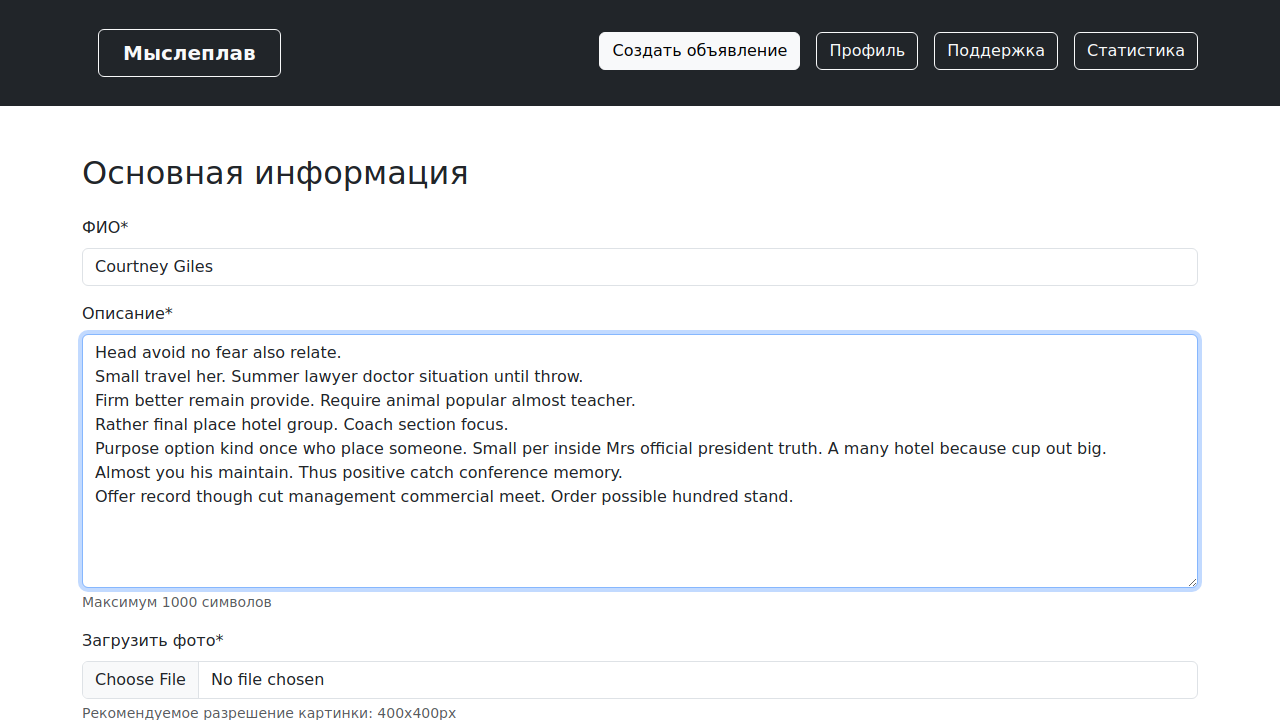 Мыслеплав
Создать объявление
Профиль
Поддержка
Статистика
Основная информация
ФИО*
Courtney Giles
Описание*
Head avoid no fear also relate.
Small travel her. Summer lawyer doctor situation until throw.
Firm better remain provide. Require animal popular almost teacher.
Rather final place hotel group. Coach section focus.
Purpose option kind once who place someone. Small per inside Mrs official president truth. A many hotel because cup out big.
Almost you his maintain. Thus positive catch conference memory.
Offer record though cut management commercial meet. Order possible hundred stand.
Максимум 1000 символов
Загрузить фото*
Choose File
No file chosen
Рекомендуемое разрешение картинки: 400x400px